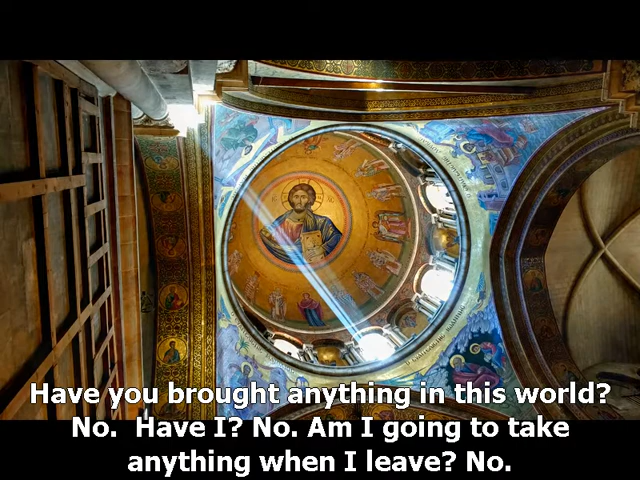 Have you brought anything in this world?
No.  Have I? No. Am I going to take
anything when I leave? No.